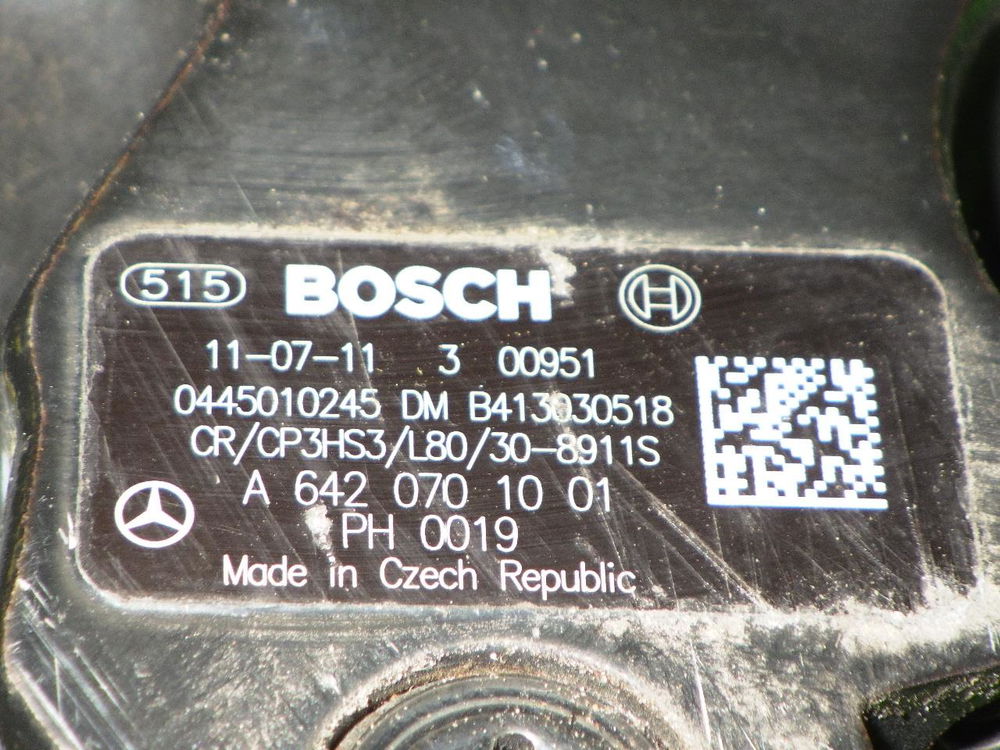 515 BOSCH
11-07-11 3 00951
0445010245 DM B413030518
CR/CP3HS3/L80/30-8911S
A 642 070 10 01
PH 0019
Made in Czech Republic